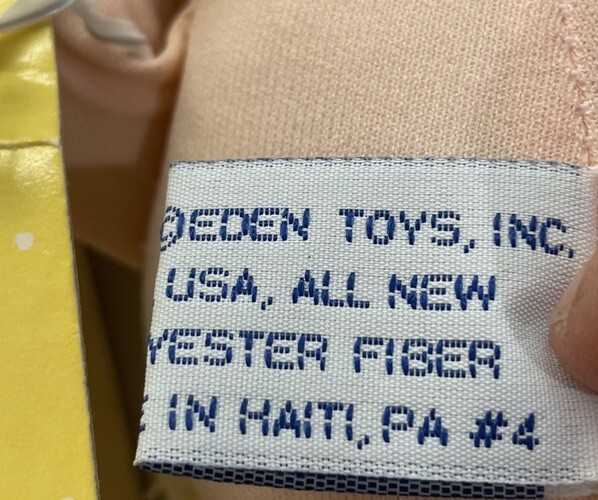 ©EDEN TOYS, INC.
USA, ALL NEW
YESTER FIBER
E IN HAITI, PA #4